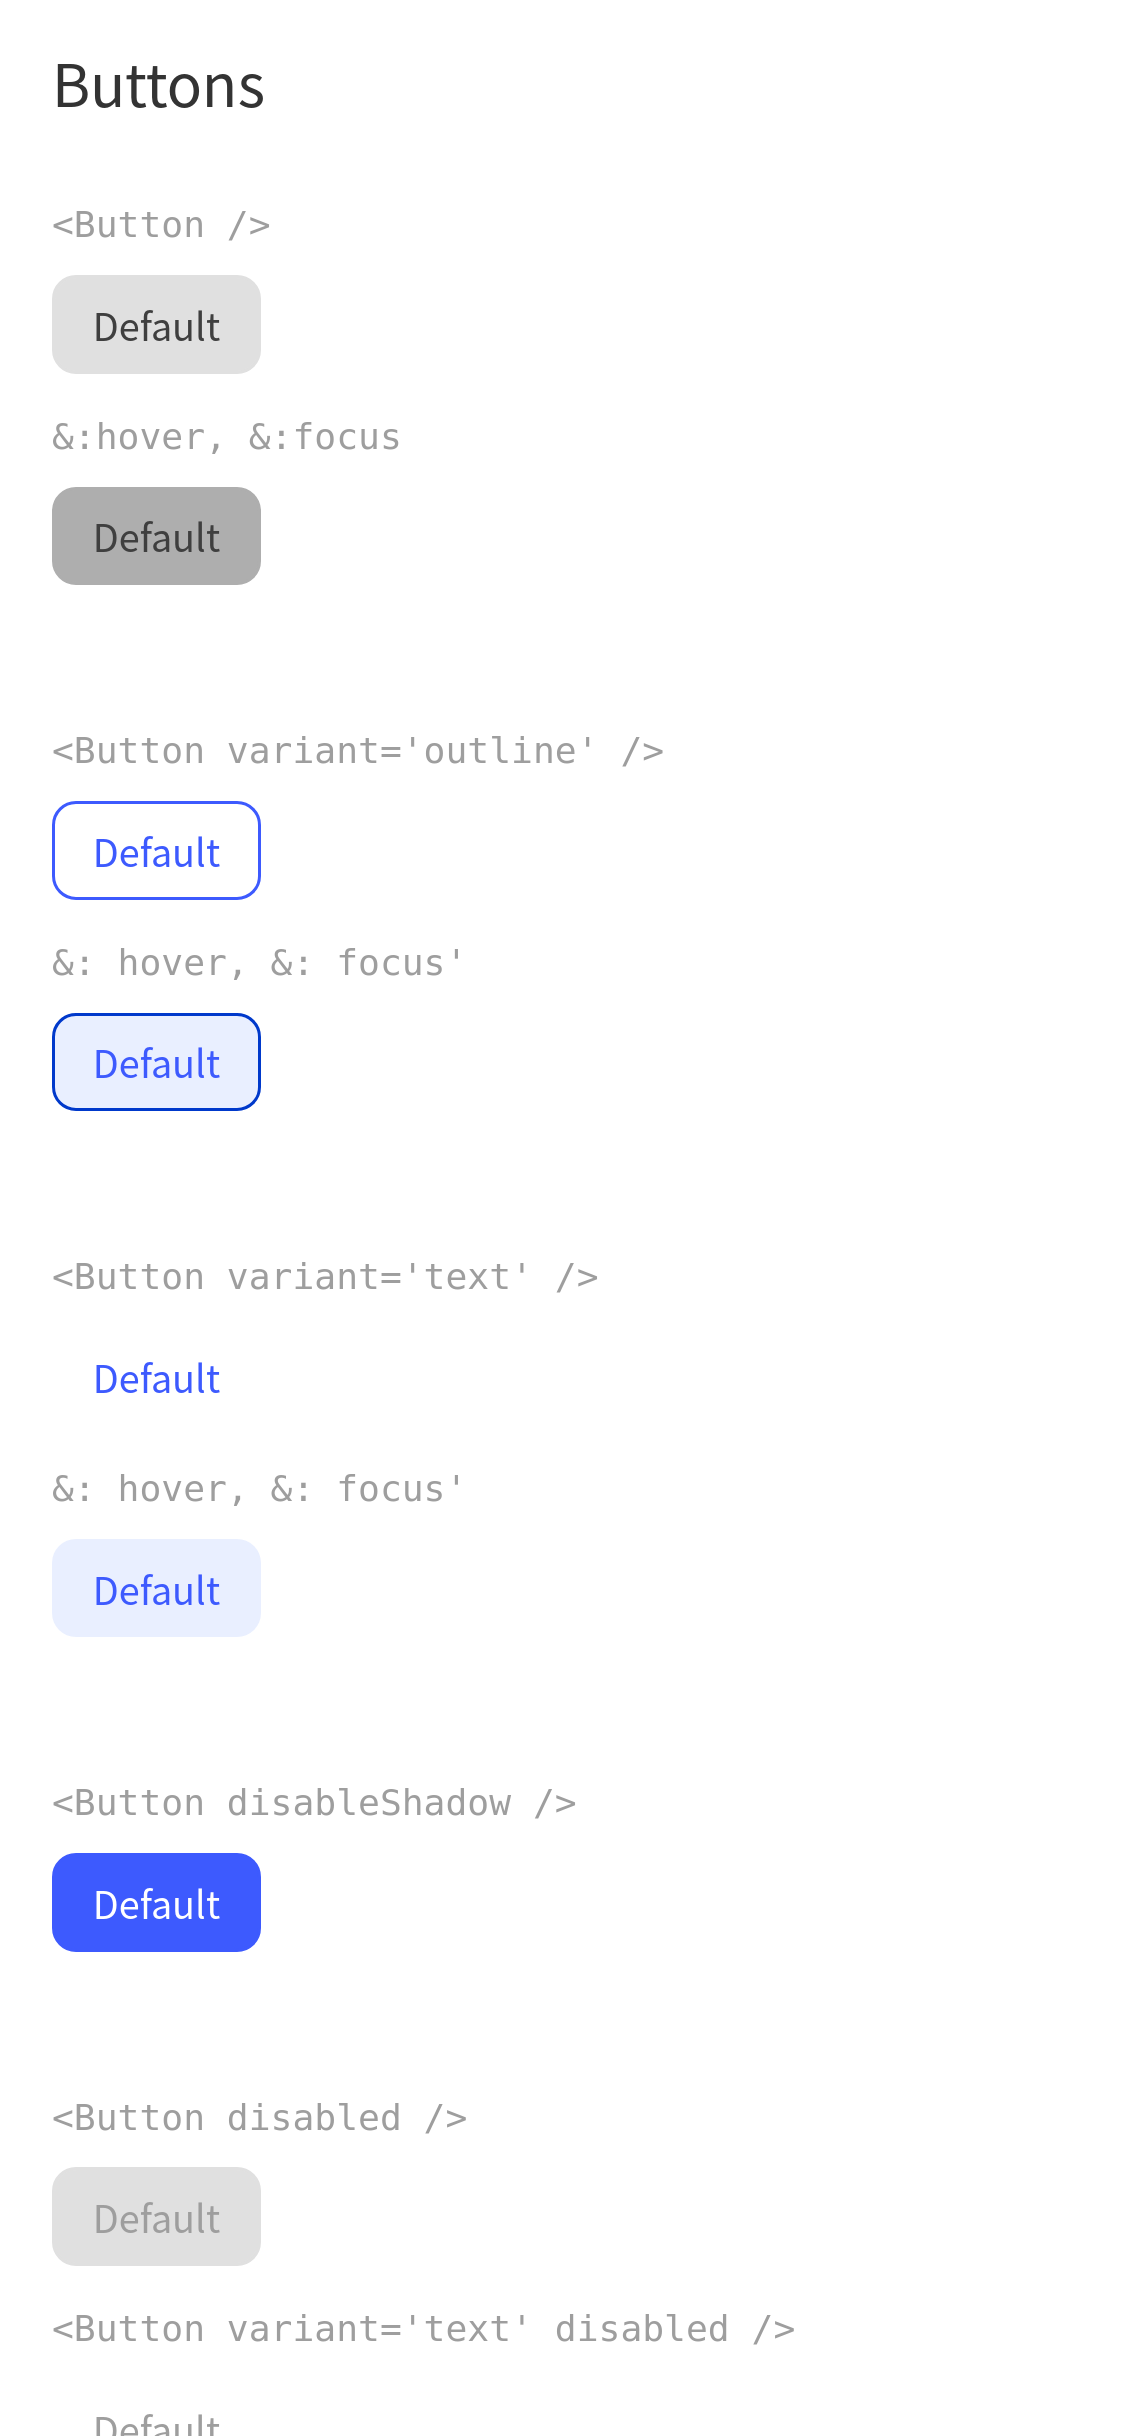 Buttons
<Button />
Default
&:hover, &:focus
Default
<Button variant='outline' />
Default
&: hover, &: focus'
Default
<Button variant='text' />
Default
&: hover, &: focus'
Default
<Button disableShadow />
Default
<Button disabled />
Default
<Button variant='text' disabled />
Default